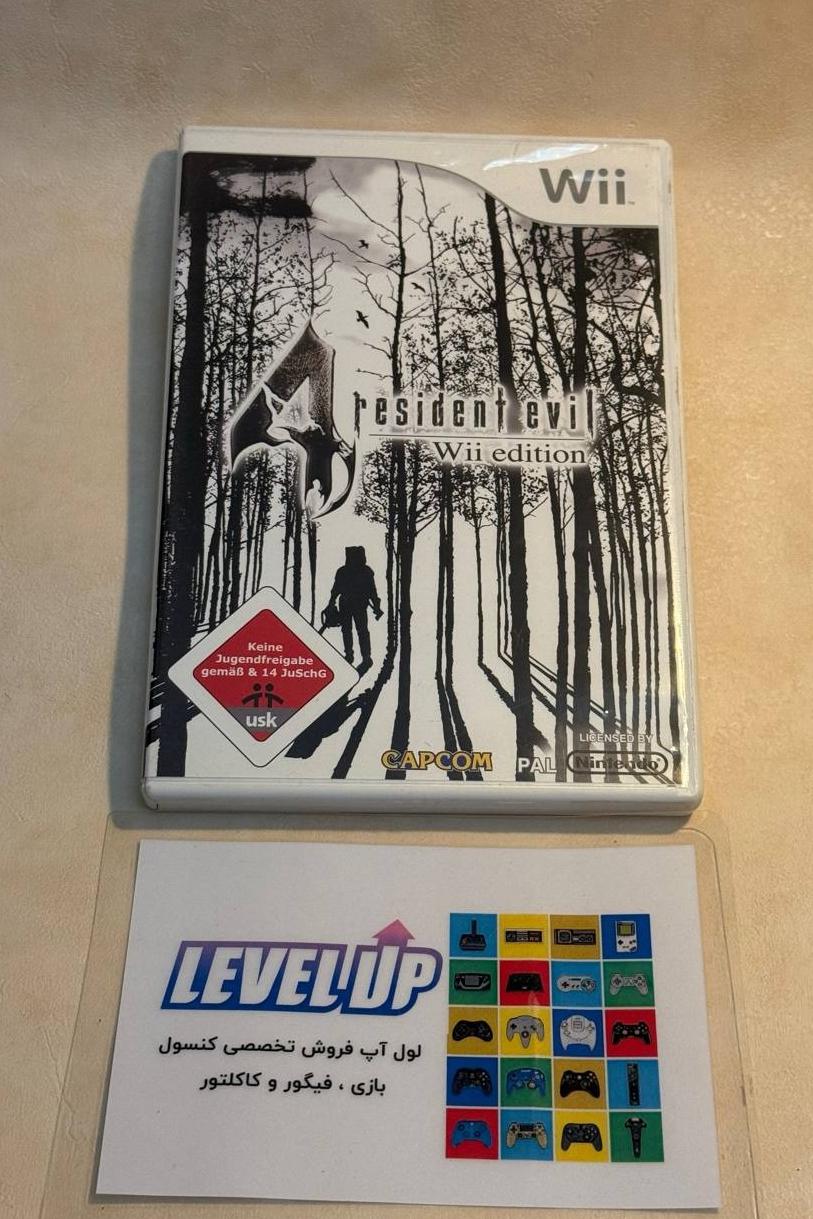 Wii
4
resident evil
Wii edition
Keine
Jugendfreigabe
gemäß & 14 JuSchG
usk
LICENSED BY
CAPCOM PAL Nintendo
LEVEL UP
لول آپ فروش تخصصی کنسول
بازی ، فیگور و کاکلتور